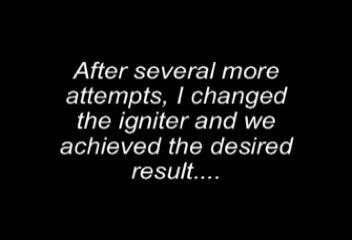 After several more
attempts, I changed
the igniter and we
achieved the desired
result....